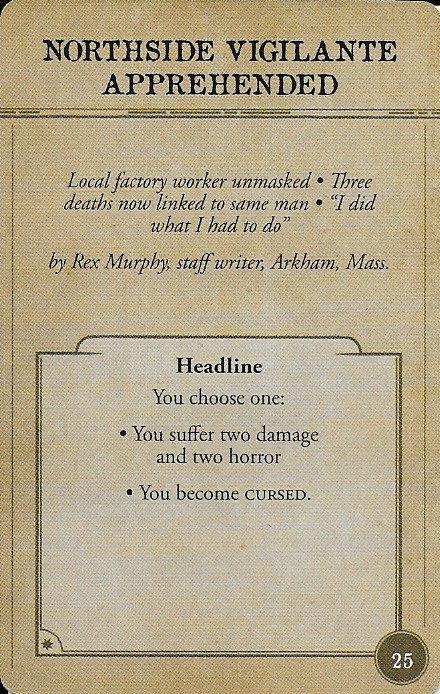 NORTHSIDE VIGILANTE
APPREHENDED
Local factory worker unmasked • Three
deaths now linked to same man • “I did
what I had to do”
by Rex Murphy, staff writer, Arkham, Mass.
Headline
You choose one:
• You suffer two damage
and two horror
• You become CURSED.
25